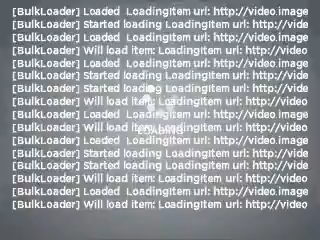 [BulkLoader] Loaded LoadingItem url: http://video.image
[BulkLoader] Started loading LoadingItem url: http://vide
[BulkLoader] Loaded LoadingItem url: http://video.image
[BulkLoader] Will load item: LoadingItem url: http://video
[BulkLoader] Loaded LoadingItem url: http://video.image
[BulkLoader] Started loading LoadingItem url: http://vide
[BulkLoader] Started loading LoadingItem url: http://vide
[BulkLoader] Will load item: LoadingItem url: http://video
[BulkLoader] Loaded LoadingItem url: http://video.image
[BulkLoader] Will load item: LoadingItem url: http://video
LOADING
[BulkLoader] Loaded LoadingItem url: http://video.image
[BulkLoader] Started loading LoadingItem url: http://vide
[BulkLoader] Started loading LoadingItem url: http://vide
[BulkLoader] Will load item: LoadingItem url: http://video
[BulkLoader] Loaded LoadingItem url: http://video.image
[BulkLoader] Will load item: LoadingItem url: http://video